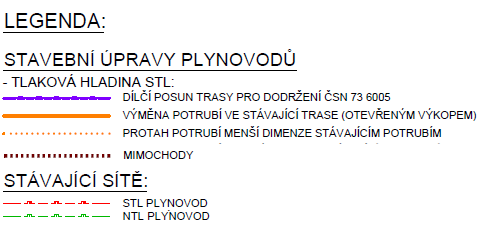 LEGENDA:
STAVEBNÍ ÚPRAVY PLYNOVODŮ
- TLAKOVÁ HLADINA STL:
DÍLČÍ POSUN TRASY PRO DODRŽENÍ ČSN 73 6005
VÝMĚNA POTRUBÍ VE STÁVAJÍCÍ TRASE (OTEVŘENÝM VÝKOPEM)
PROTAH POTRUBÍ MENŠÍ DIMENZE STÁVAJÍCÍM POTRUBÍM
MIMOCHODY
STÁVAJÍCÍ SÍTĚ:
STL PLYNOVOD
NTL PLYNOVOD